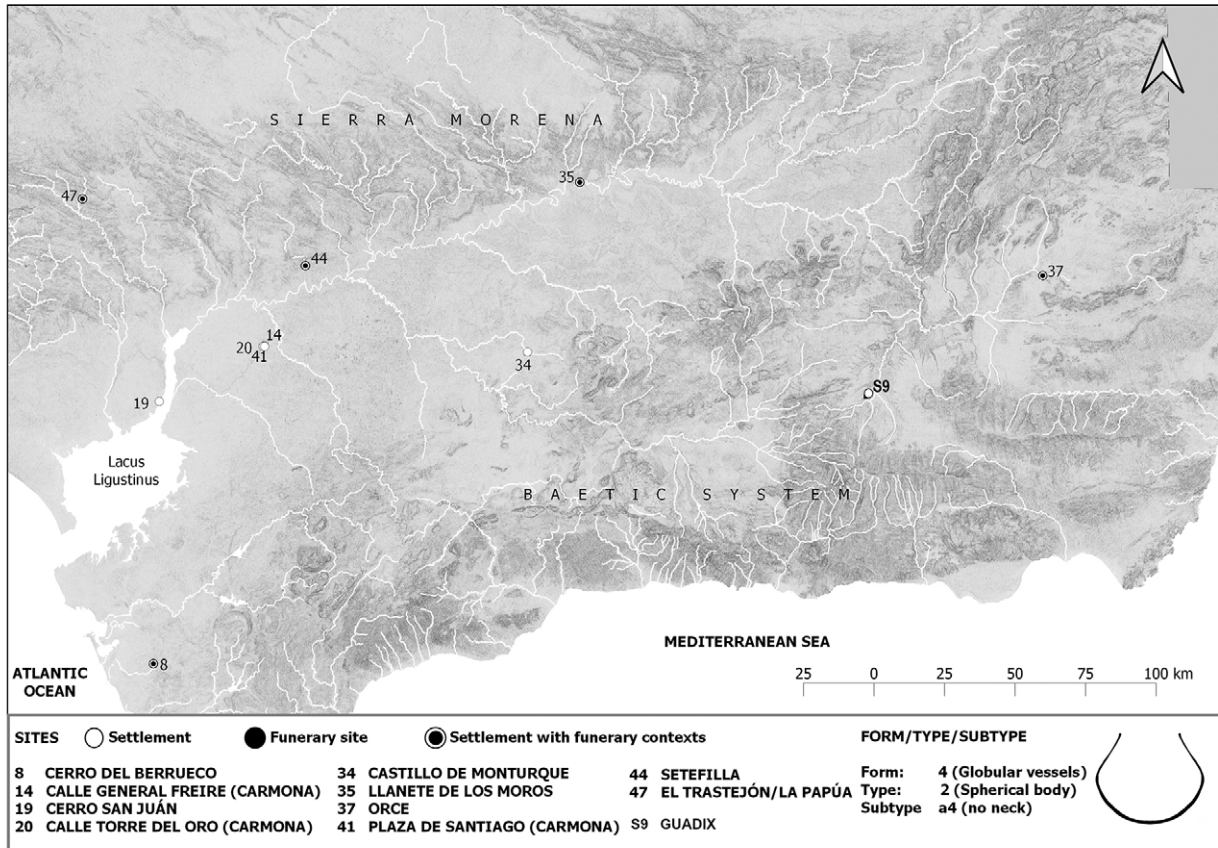 SIERRA MORENA
47
35
44
37
14
20
41
34
19
S9
Lacus
Ligustinus
BAETIC SYSTEM
MEDITERRANEAN SEA
8
ATLANTIC
OCEAN
25 0 25 50 75 100 km
SITES Settlement Funerary site Settlement with funerary contexts
8 CERRO DEL BERRUECO
14 CALLE GENERAL FREIRE (CARMONA)
19 CERRO SAN JUÁN
20 CALLE TORRE DEL ORO (CARMONA)
34 CASTILLO DE MONTURQUE
35 LLANETE DE LOS MOROS
37 ORCE
41 PLAZA DE SANTIAGO (CARMONA)
44 SETEFILLA
47 EL TRASTEJÓN/LA PAPÚA
S9 GUADIX
FORM/TYPE/SUBTYPE
Form: 4 (Globular vessels)
Type: 2 (Spherical body)
Subtype a4 (no neck)